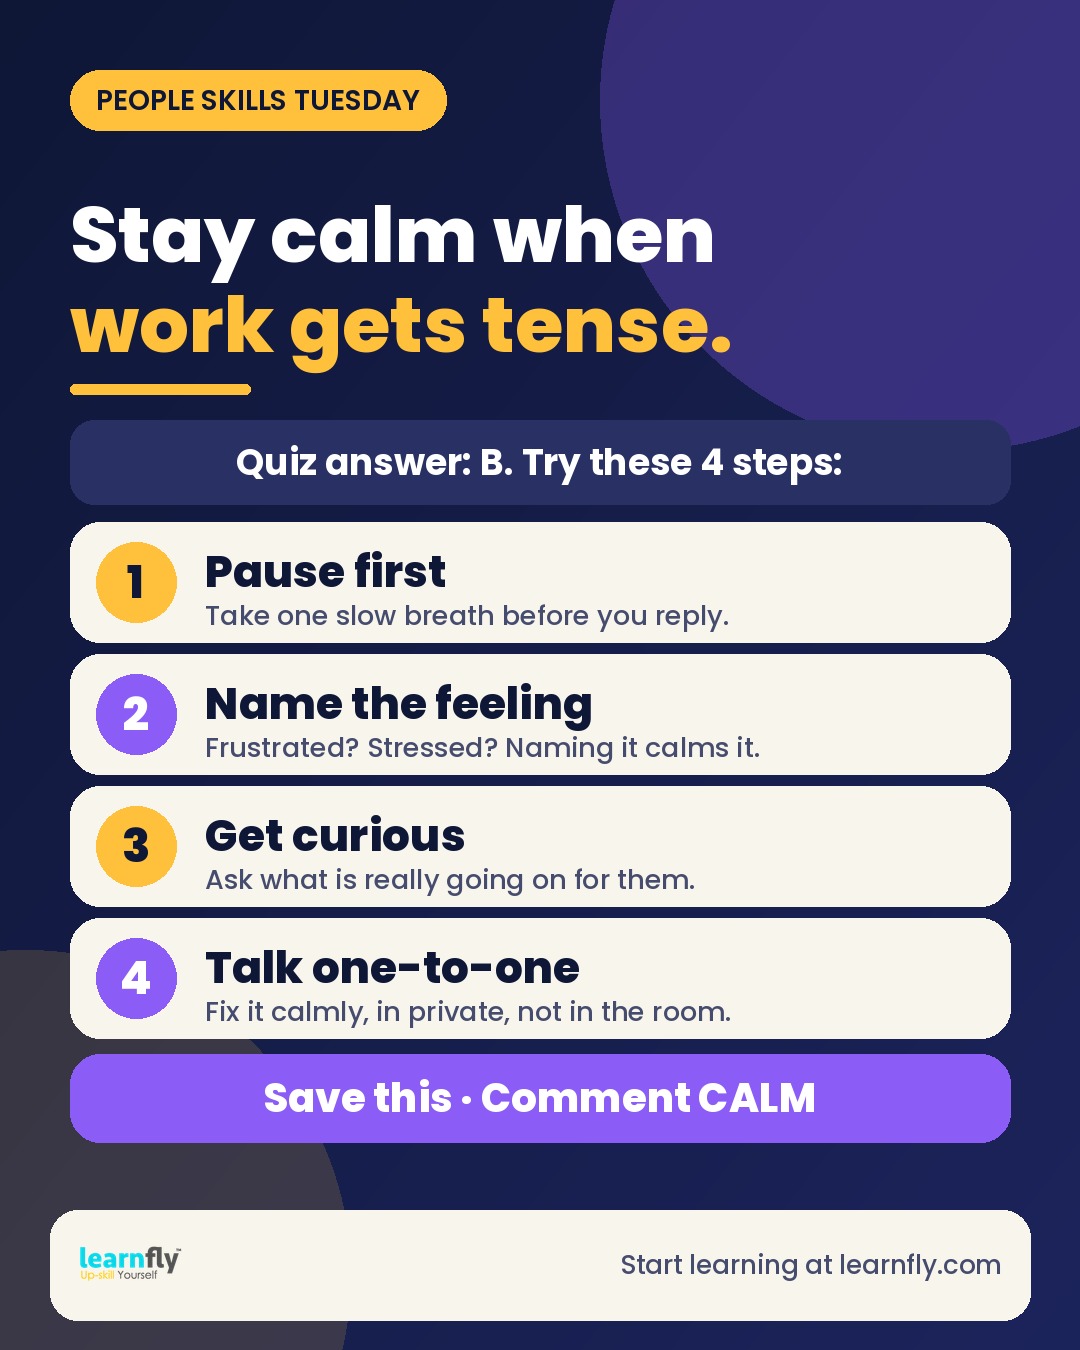 PEOPLE SKILLS TUESDAY
Stay calm when
work gets tense.
Quiz answer: B. Try these 4 steps:
1
Pause first
Take one slow breath before you reply.
2
Name the feeling
Frustrated? Stressed? Naming it calms it.
3
Get curious
Ask what is really going on for them.
4
Talk one-to-one
Fix it calmly, in private, not in the room.
Save this · Comment CALM
learnfly™
Up-skill Yourself
Start learning at learnfly.com